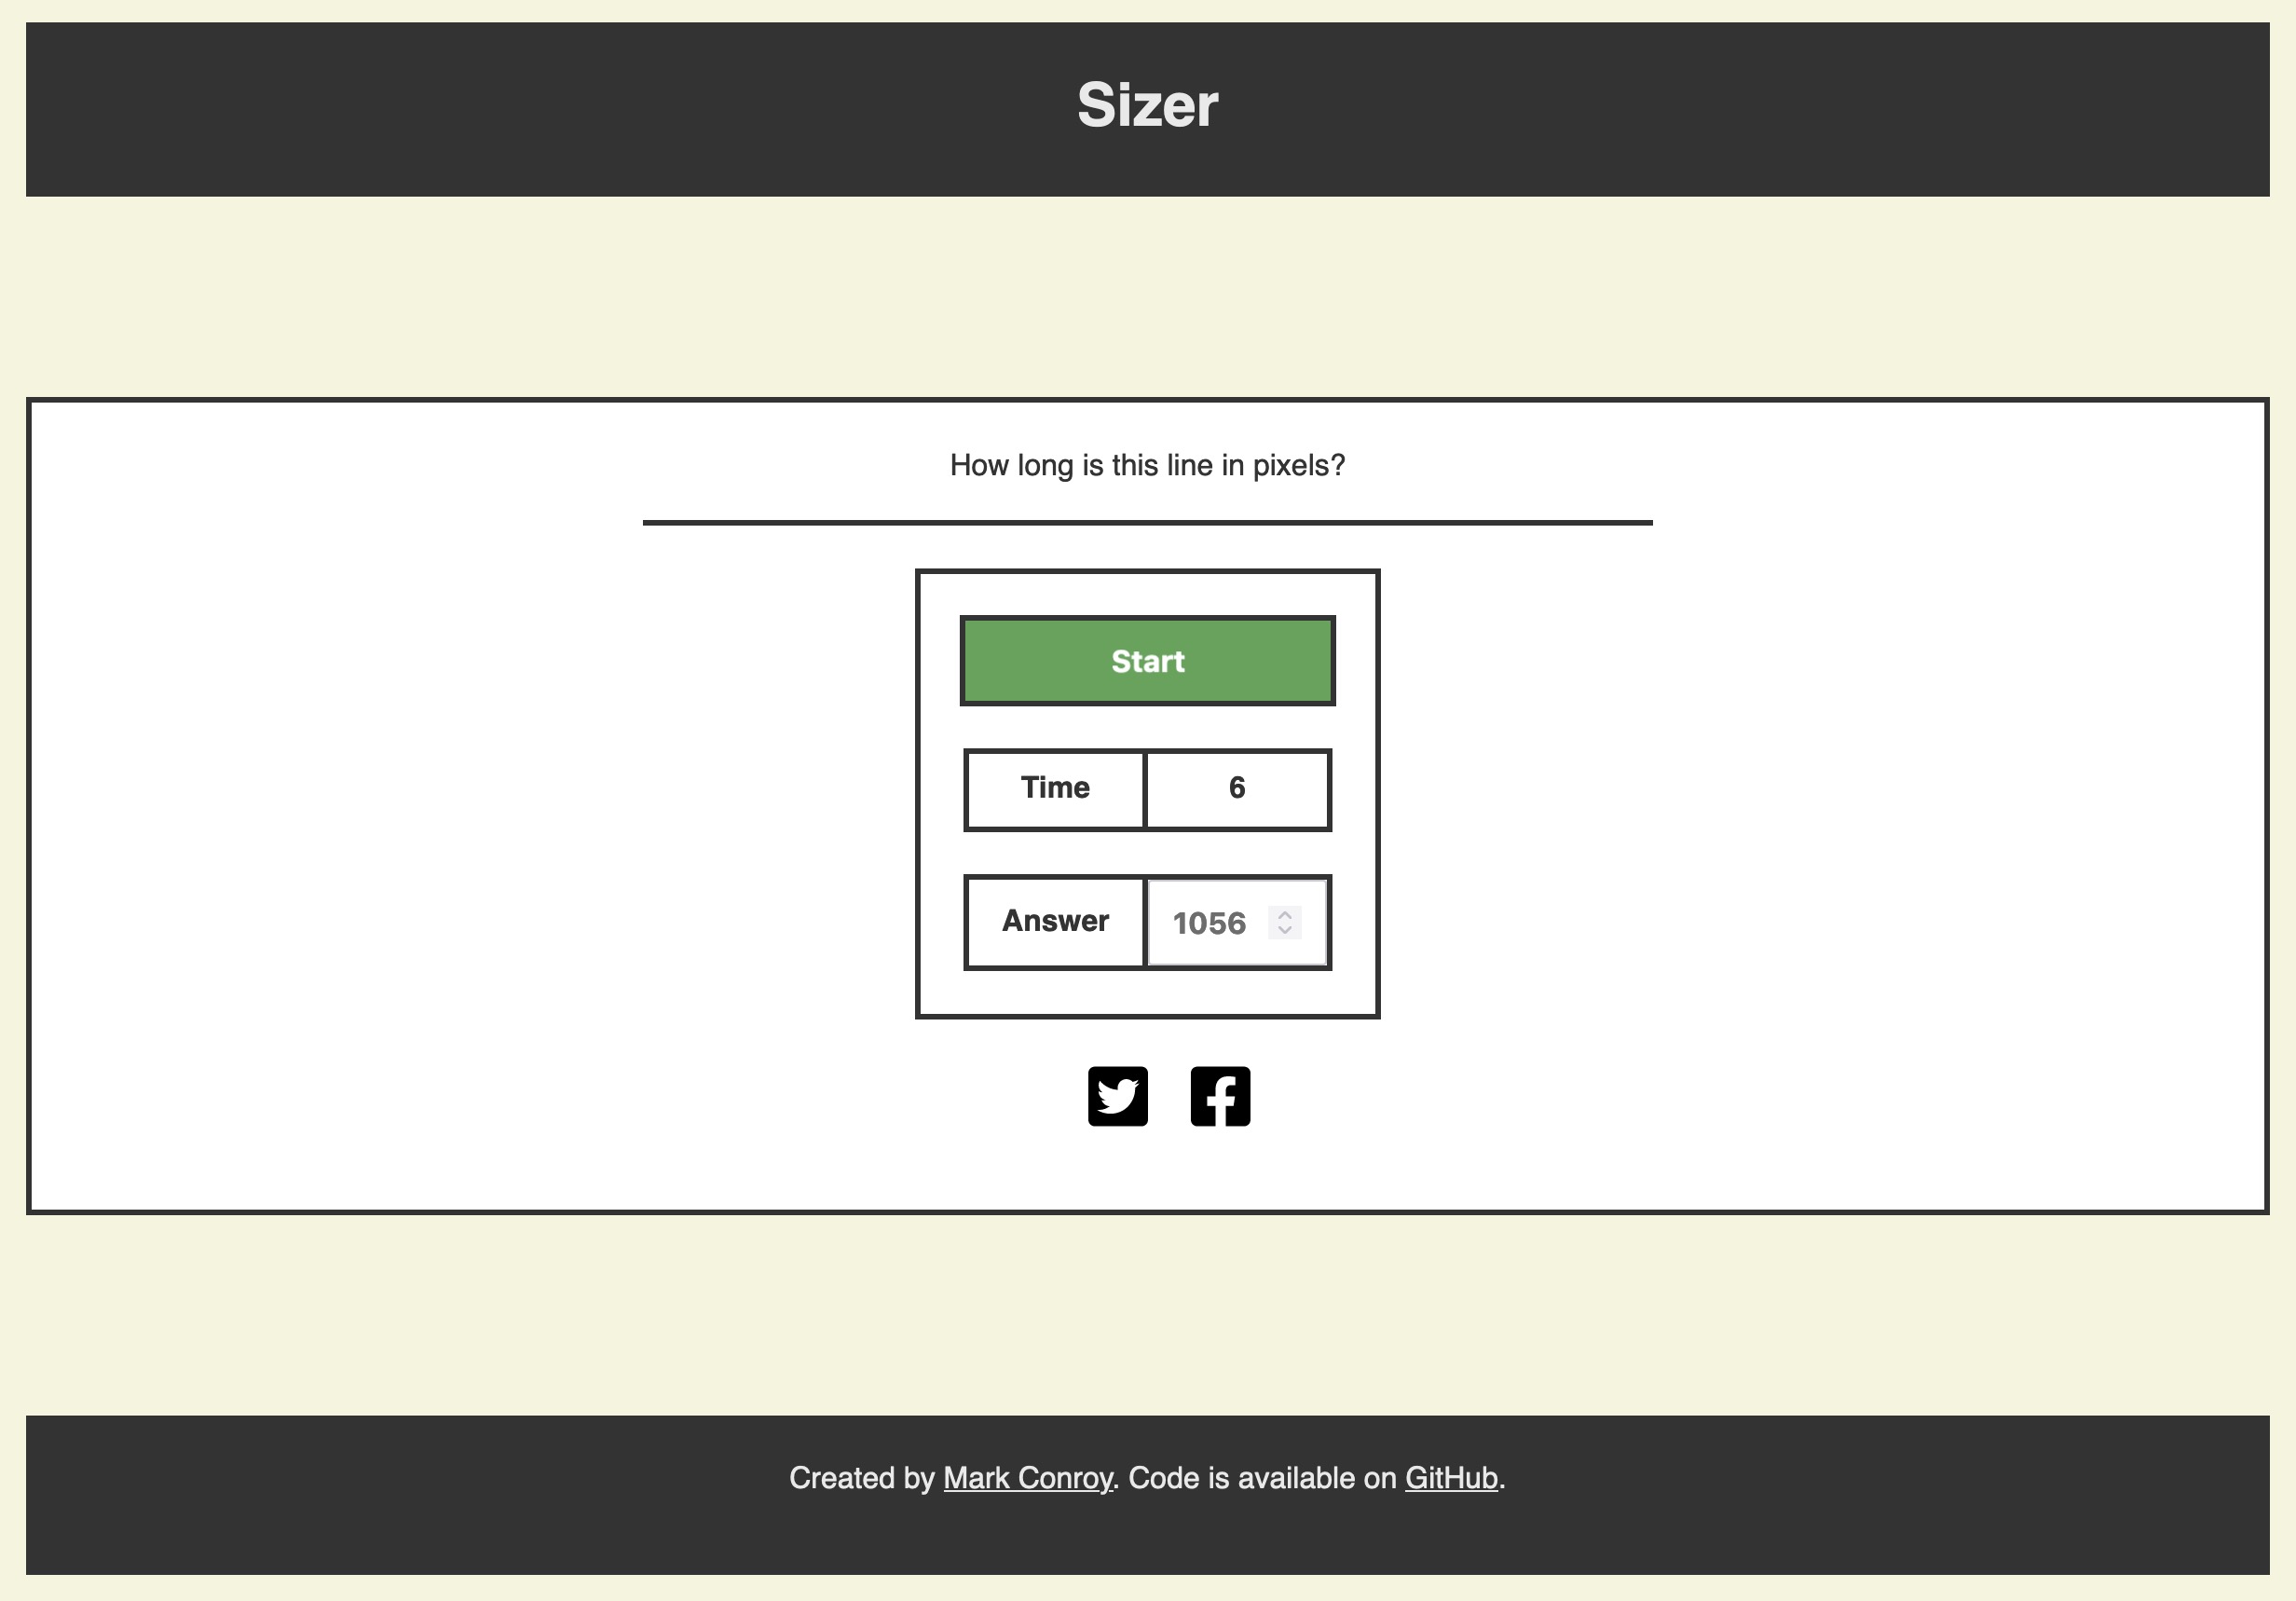 Sizer
How long is this line in pixels?
Start
Time 6
Answer 1056
Created by Mark Conroy. Code is available on GitHub.